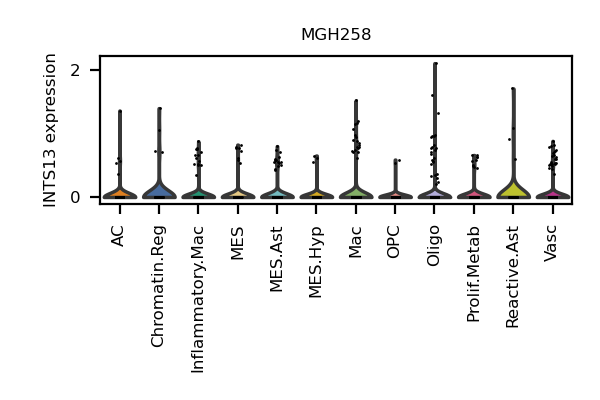 MGH258
INTS13 expression
2
0
AC
Chromatin.Reg
Inflammatory.Mac
MES
MES.Ast
MES.Hyp
Mac
OPC
Oligo
Prolif.Metab
Reactive.Ast
Vasc